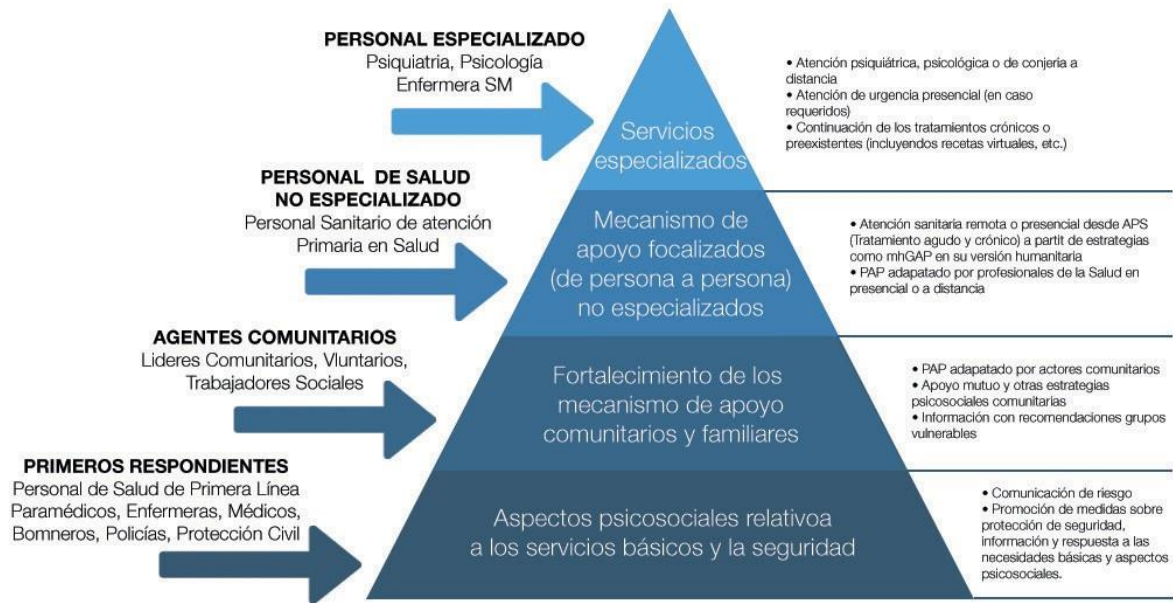 PERSONAL ESPECIALIZADO
Psiquiatria, Psicología
Enfermera SM
Servicios
especializados
• Atención psiquiátrica, psicológica o de conjería a
distancia
• Atención de urgencia presencial (en caso
requeridos)
• Continuación de los tratamientos crónicos o
preexistentes (incluyendos recetas virtuales, etc.)
PERSONAL DE SALUD
NO ESPECIALIZADO
Personal Sanitario de atención
Primaria en Salud
Mecanismo de
apoyo focalizados
(de persona a persona)
no especializados
• Atención sanitaria remota o presencial desde APS
(Tratamiento agudo y crónico) a partit de estrategias
como mhGAP en su versión humanitaria
• PAP adapatado por profesionales de la Salud en
presencial o a distancia
AGENTES COMUNITARIOS
Lideres Comunitarios, Vluntarios,
Trabajadores Sociales
Fortalecimiento de los
mecanismo de apoyo
comunitarios y familiares
• PAP adapatado por actores comunitarios
• Apoyo mutuo y otras estrategias
psicosociales comunitarias
• Información con recomendaciones grupos
vulnerables
PRIMEROS RESPONDIENTES
Personal de Salud de Primera Línea
Paramédicos, Enfermeras, Médicos,
Bomneros, Policías, Protección Civil
Aspectos psicosociales relativoa
a los servicios básicos y la seguridad
• Comunicación de riesgo
• Promoción de medidas sobre
protección de seguridad,
información y respuesta a las
necesidades básicas y aspectos
psicosociales.